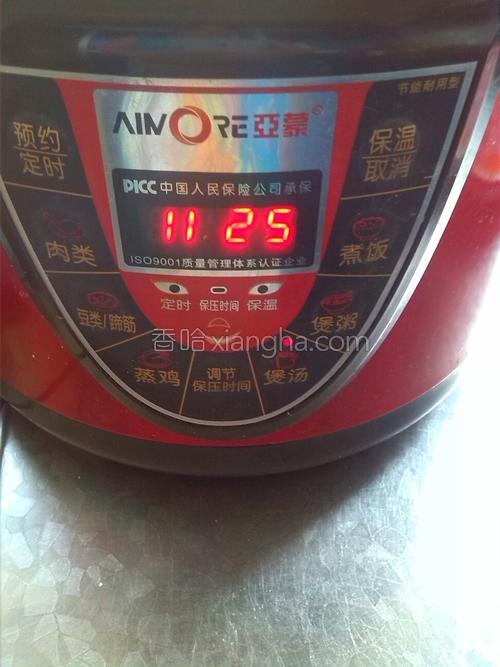 节能耐用型
AIMORE亞蒙®
预约
定时
保温
取消
PICC中国人民保险公司承保
11 25
ISO9001质量管理体系认证企业
肉类
煮饭
定时 保压时间 保温
豆类/蹄筋
煲粥
香哈xiangha.com
蒸鸡
调节
保压时间
煲汤